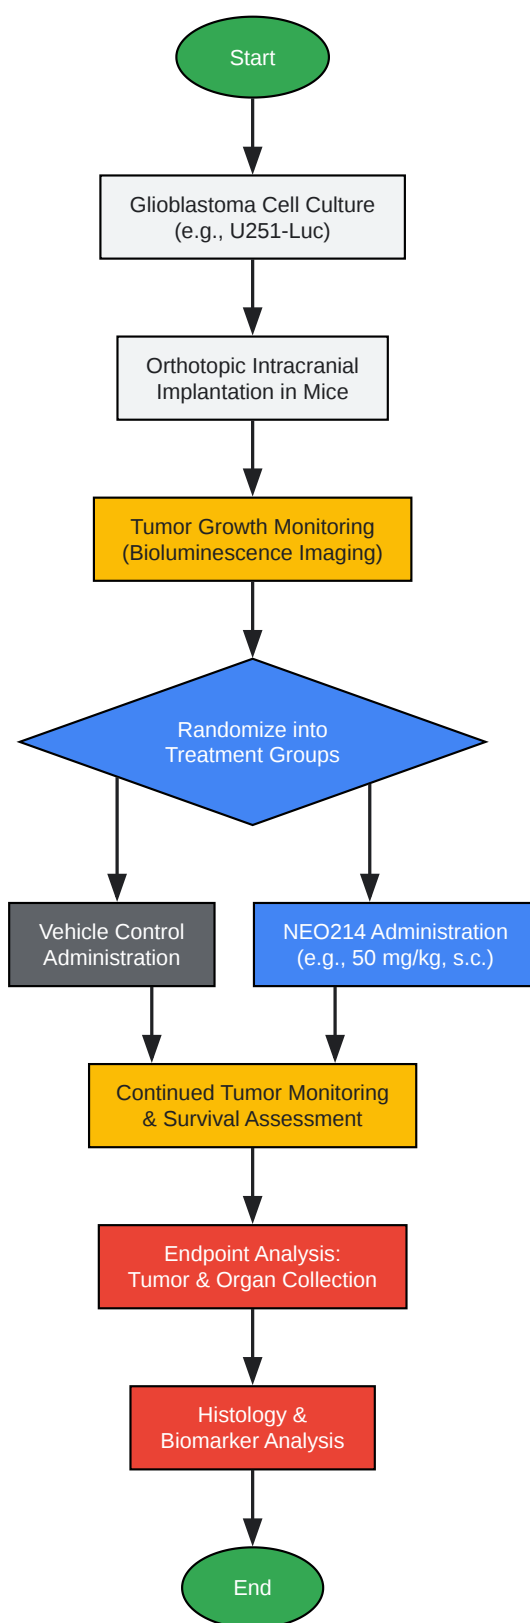 Start
Glioblastoma Cell Culture
(e.g., U251-Luc)
Orthotopic Intracranial
Implantation in Mice
Tumor Growth Monitoring
(Bioluminescence Imaging)
Randomize into
Treatment Groups
Vehicle Control
Administration
NEO214 Administration
(e.g., 50 mg/kg, s.c.)
Continued Tumor Monitoring
& Survival Assessment
Endpoint Analysis:
Tumor & Organ Collection
Histology &
Biomarker Analysis
End